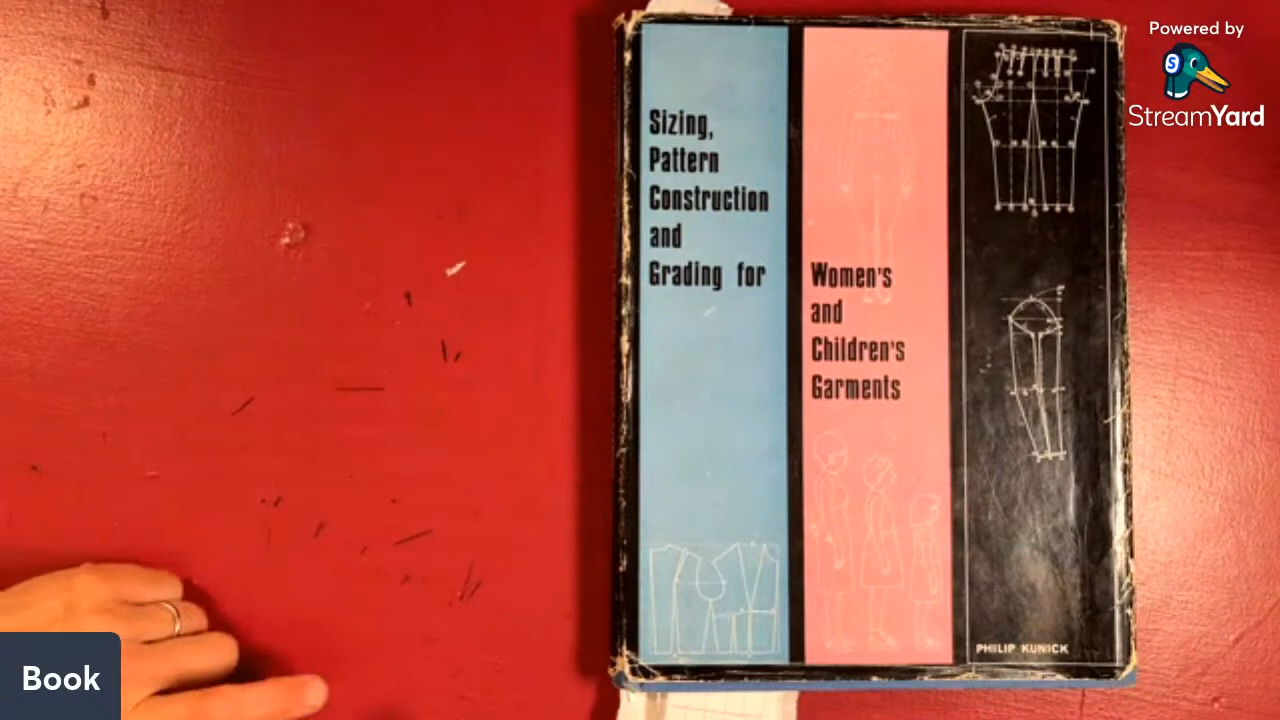 Powered by
StreamYard
Sizing,
Pattern
Construction
and
Grading for
Women's
and
Children's
Garments
PHILIP KUNICK
Book